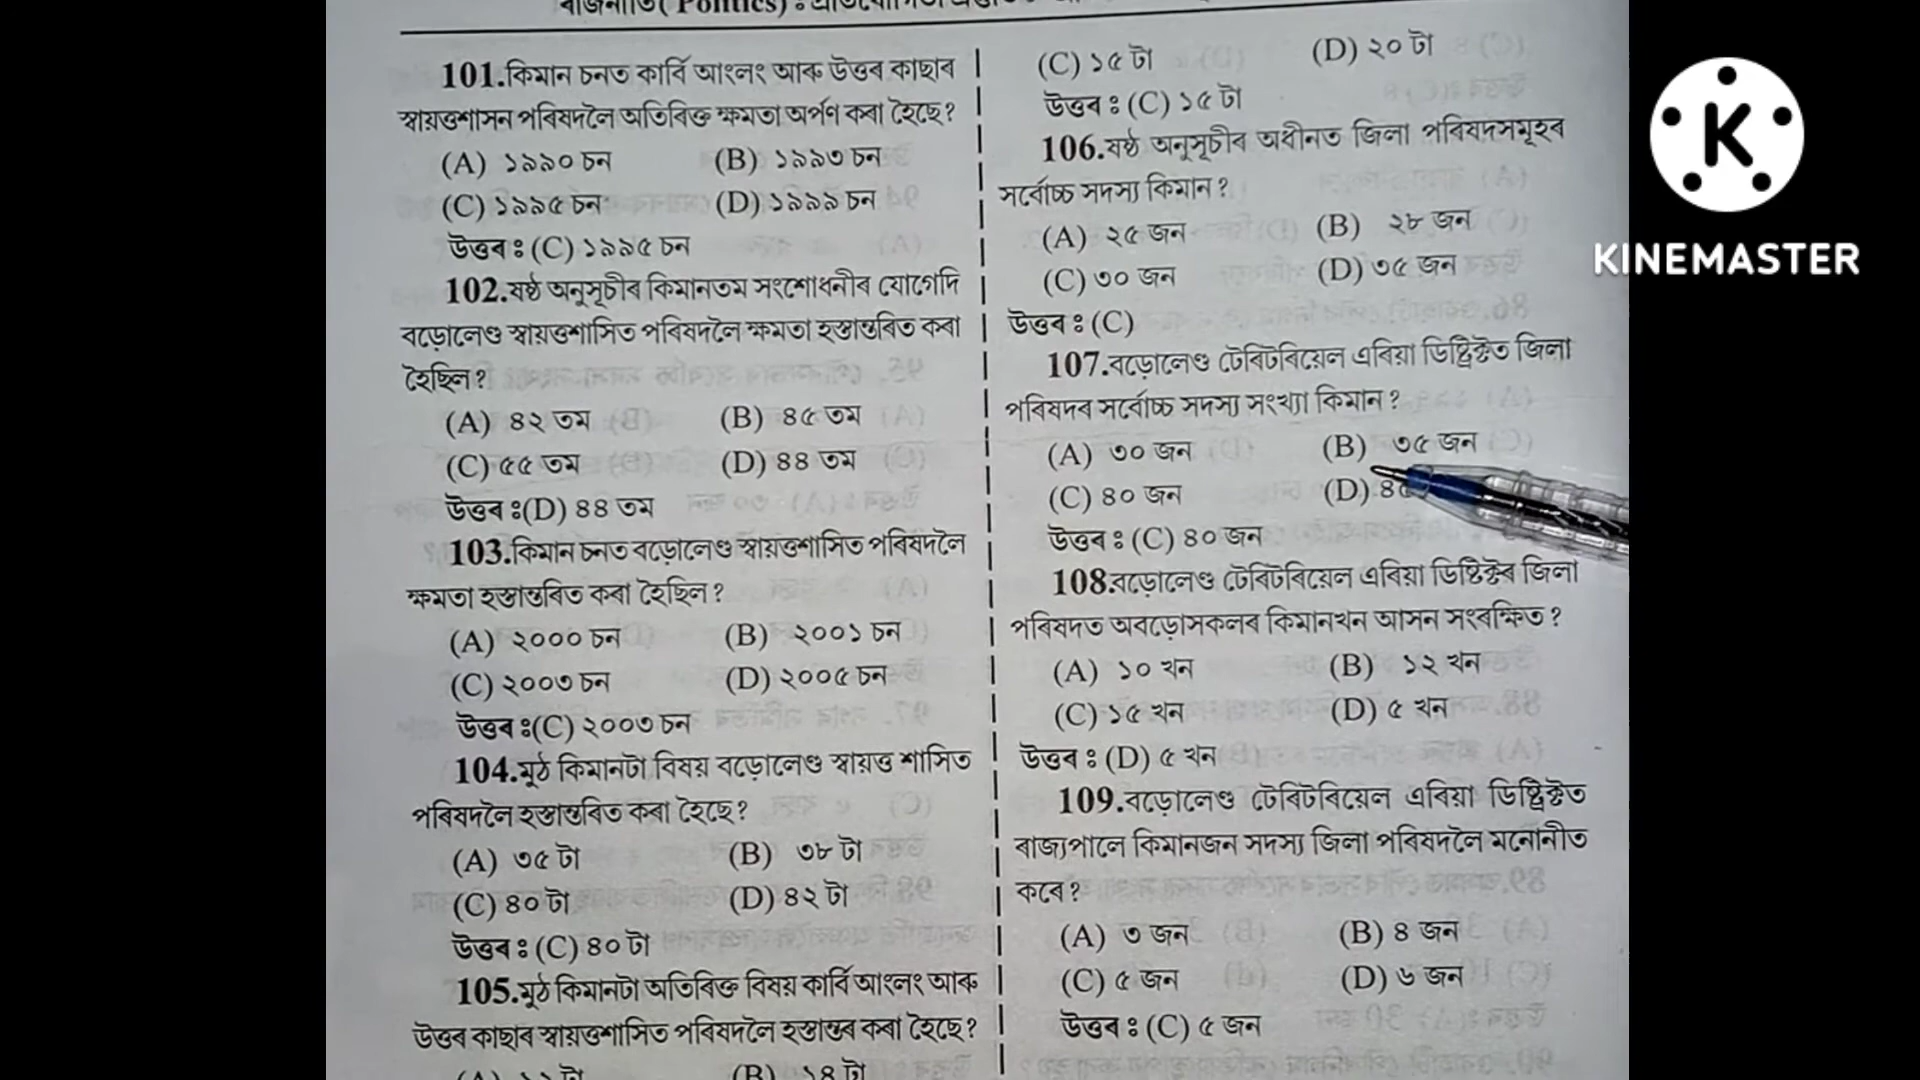 ৰাজনীতি( Politics) :
101.কিমান চনত কাৰ্বি আংলং আৰু উত্তৰ কাছাৰ
স্বায়ত্তশাসন পৰিষদলৈ অতিৰিক্ত ক্ষমতা অৰ্পণ কৰা হৈছে?
(A) ১৯৯০ চন (B) ১৯৯৩ চন
(C) ১৯৯৫ চন (D) ১৯৯৯ চন
উত্তৰ ঃ (C) ১৯৯৫ চন
102.ষষ্ঠ অনুসূচীৰ কিমানতম সংশোধনীৰ যোগেদি
বড়োলেণ্ড স্বায়ত্তশাসিত পৰিষদলৈ ক্ষমতা হস্তান্তৰিত কৰা
হৈছিল?
(A) ৪২ তম (B) ৪৫ তম
(C) ৫৫ তম (D) ৪৪ তম
উত্তৰ ঃ(D) ৪৪ তম
103.কিমান চনত বড়োলেণ্ড স্বায়ত্তশাসিত পৰিষদলৈ
ক্ষমতা হস্তান্তৰিত কৰা হৈছিল?
(A) ২০০০ চন (B) ২০০১ চন
(C) ২০০৩ চন (D) ২০০৫ চন
উত্তৰ ঃ(C) ২০০৩ চন
104.মুঠ কিমানটা বিষয় বড়োলেণ্ড স্বায়ত্ত শাসিত
পৰিষদলৈ হস্তান্তৰিত কৰা হৈছে?
(A) ৩৫ টা (B) ৩৮ টা
(C) ৪০ টা (D) ৪২ টা
উত্তৰ ঃ (C) ৪০ টা
105.মুঠ কিমানটা অতিৰিক্ত বিষয় কাৰ্বি আংলং আৰু
উত্তৰ কাছাৰ স্বায়ত্তশাসিত পৰিষদলৈ হস্তান্তৰ কৰা হৈছে?
(A) ১২ টা (B) ১৪ টা
(C) ১৫ টা (D) ২০ টা
উত্তৰ ঃ (C) ১৫ টা
106.ষষ্ঠ অনুসূচীৰ অধীনত জিলা পৰিষদসমূহৰ
সৰ্বোচ্চ সদস্য কিমান?
(A) ২৫ জন (B) ২৮ জন
(C) ৩০ জন (D) ৩৫ জন
উত্তৰ ঃ (C)
107.বড়োলেণ্ড টেৰিটৰিয়েল এৰিয়া ডিষ্ট্ৰিক্টত জিলা
পৰিষদৰ সৰ্বোচ্চ সদস্য সংখ্যা কিমান?
(A) ৩০ জন (B) ৩৫ জন
(C) ৪০ জন (D) ৪৫
উত্তৰ ঃ (C) ৪০ জন
108.বড়োলেণ্ড টেৰিটৰিয়েল এৰিয়া ডিষ্ট্ৰিক্টৰ জিলা
পৰিষদত অবড়োসকলৰ কিমানখন আসন সংৰক্ষিত?
(A) ১০ খন (B) ১২ খন
(C) ১৫ খন (D) ৫ খন
উত্তৰ ঃ (D) ৫ খন
109.বড়োলেণ্ড টেৰিটৰিয়েল এৰিয়া ডিষ্ট্ৰিক্টত
ৰাজ্যপালে কিমানজন সদস্য জিলা পৰিষদলৈ মনোনীত
কৰে?
(A) ৩ জন (B) ৪ জন
(C) ৫ জন (D) ৬ জন
উত্তৰ ঃ (C) ৫ জন
K
KINEMASTER